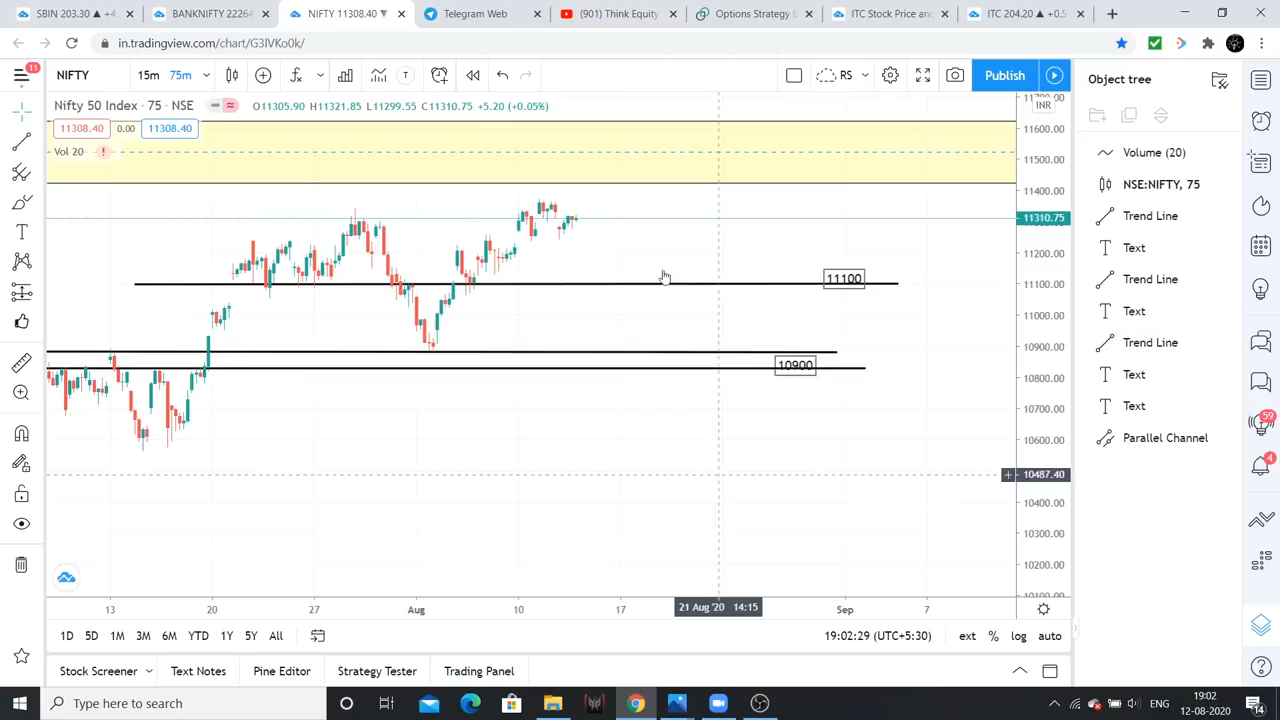 SBIN 203.30
BANKNIFTY 22264
NIFTY 11308.40 ▼
Telegram Web
(901) Think Equity
Options Strategy
ITC Stock Price an
ITC 204.20 ▲ +0.5
in.tradingview.com/chart/G3lVKo0k/
11
NIFTY
15m
75m
RS
Publish
Object tree
Nifty 50 Index · 75 · NSE
O11305.90 H11321.85 L11299.55 C11310.75 +5.20 (+0.05%)
INR
11308.40
0.00
11308.40
Vol 20
11600.00
11500.00
11400.00
11310.75
11200.00
11100.00
11000.00
10900.00
10800.00
10700.00
10600.00
10487.40
10400.00
10300.00
10200.00
11100
10900
Volume (20)
NSE:NIFTY, 75
Trend Line
Text
Trend Line
Text
Trend Line
Text
Text
Parallel Channel
59
4
13
20
27
Aug
10
17
21 Aug '20 14:15
Sep
7
1D
5D
1M
3M
6M
YTD
1Y
5Y
All
19:02:29 (UTC+5:30)
ext
%
log
auto
Stock Screener
Text Notes
Pine Editor
Strategy Tester
Trading Panel
Type here to search
ENG
19:02
12-08-2020
14